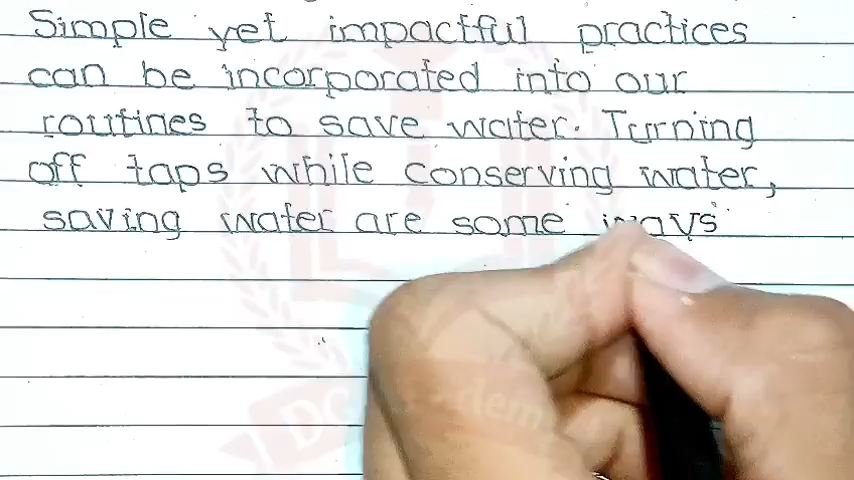 Simple yet impactful practices
can be incorporated into our
routines to save water. Turning
off taps while conserving water,
saving water are some ways